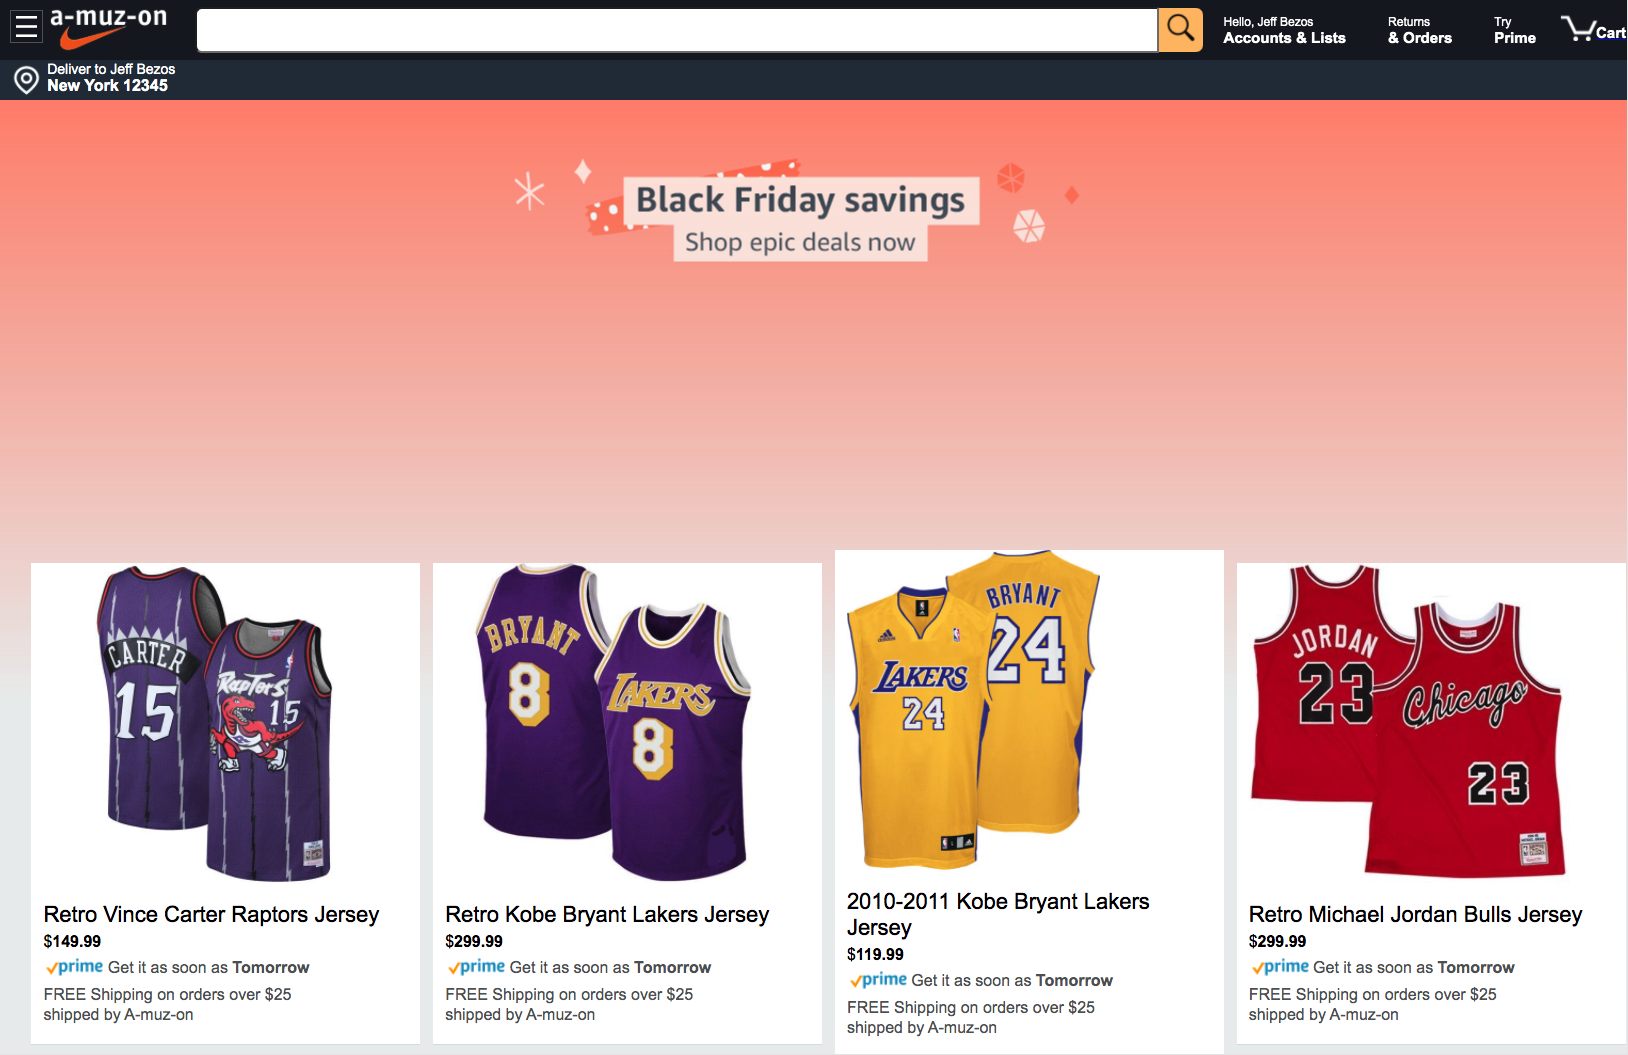 a-muz-on
Hello, Jeff Bezos
Accounts & Lists
Returns
& Orders
Try
Prime
Cart
Deliver to Jeff Bezos
New York 12345
Black Friday savings
Shop epic deals now
CARTER
15
Raptors
15
BRYANT
8
LAKERS
8
BRYANT
24
LAKERS
24
JORDAN
23
Chicago
23
Retro Vince Carter Raptors Jersey
$149.99
prime Get it as soon as Tomorrow
FREE Shipping on orders over $25
shipped by A-muz-on
Retro Kobe Bryant Lakers Jersey
$299.99
prime Get it as soon as Tomorrow
FREE Shipping on orders over $25
shipped by A-muz-on
2010-2011 Kobe Bryant Lakers
Jersey
$119.99
prime Get it as soon as Tomorrow
FREE Shipping on orders over $25
shipped by A-muz-on
Retro Michael Jordan Bulls Jersey
$299.99
prime Get it as soon as Tomorrow
FREE Shipping on orders over $25
shipped by A-muz-on